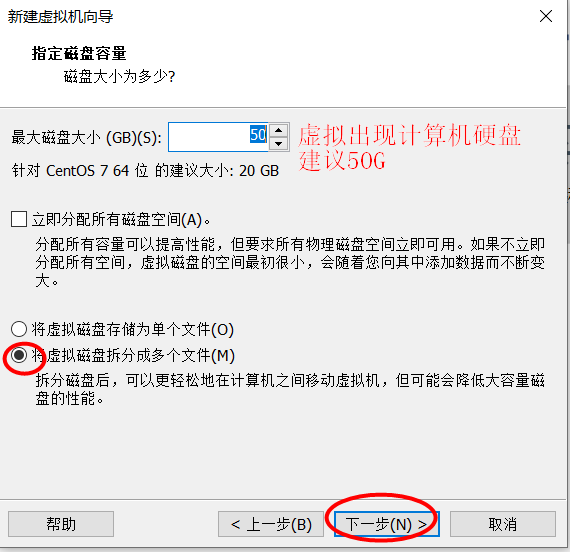 新建虚拟机向导
指定磁盘容量
磁盘大小为多少?
最大磁盘大小 (GB)(S): 50
虚拟出现计算机硬盘
建议50G
针对 CentOS 7 64 位 的建议大小: 20 GB
立即分配所有磁盘空间(A)。
分配所有容量可以提高性能，但要求所有物理磁盘空间立即可用。如果不立即
分配所有空间，虚拟磁盘的空间最初很小，会随着您向其中添加数据而不断变
大。
将虚拟磁盘存储为单个文件(O)
将虚拟磁盘拆分成多个文件(M)
拆分磁盘后，可以更轻松地在计算机之间移动虚拟机，但可能会降低大容量磁
盘的性能。
帮助 < 上一步(B) 下一步(N) > 取消